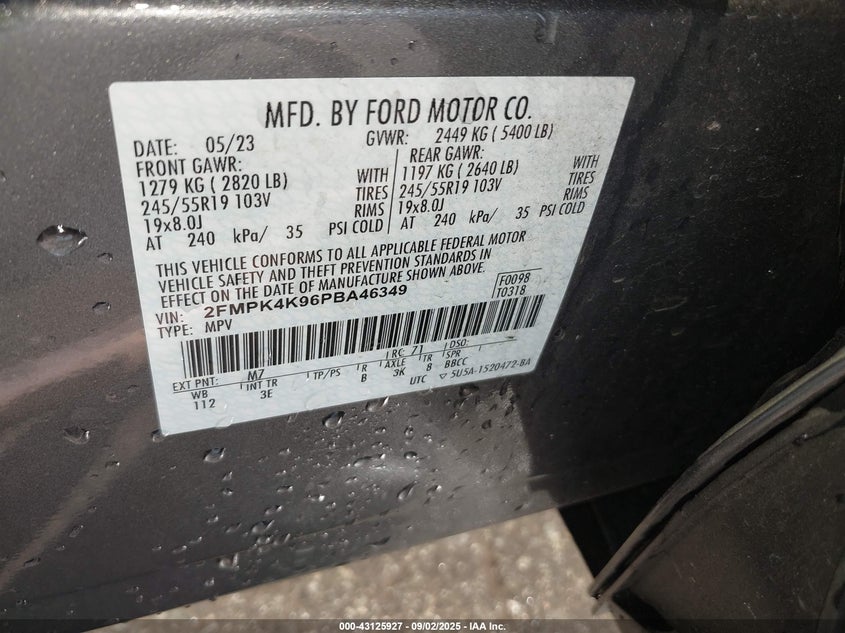 MFD. BY FORD MOTOR CO.
DATE: 05/23 GVWR: 2449 KG ( 5400 LB)
FRONT GAWR: REAR GAWR:
1279 KG ( 2820 LB) WITH 1197 KG ( 2640 LB) WITH
245/55R19 103V TIRES 245/55R19 103V TIRES
19x8.0J RIMS 19x8.0J RIMS
AT 240 kPa/ 35 PSI COLD AT 240 kPa/ 35 PSI COLD
THIS VEHICLE CONFORMS TO ALL APPLICABLE FEDERAL MOTOR
VEHICLE SAFETY AND THEFT PREVENTION STANDARDS IN
EFFECT ON THE DATE OF MANUFACTURE SHOWN ABOVE.
F0098
T0318
VIN: 2FMPK4K96PBA46349
TYPE: MPV
EXT PNT: M7 RC: 71 DSO:
WB INT TR TP/PS R AXLE TR SPR
112 3E B 3K B BBCC
UTC ▽ 5U5A-1520472-BA
000-43125927 - 09/02/2025 - IAA Inc.